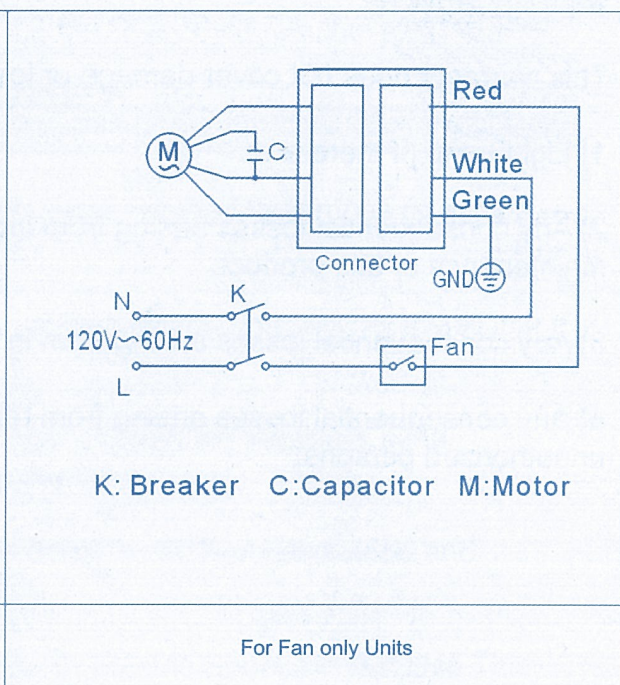 Red
M
C
White
Green
Connector
GND
N
K
120V~60Hz
Fan
L
K: Breaker C:Capacitor M:Motor
For Fan only Units